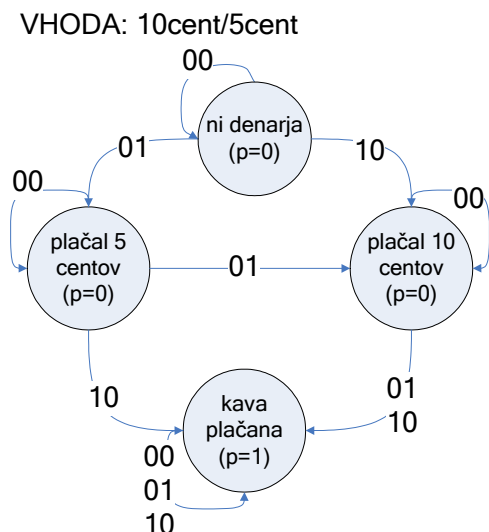 VHODA: 10cent/5cent
00
ni denarja
(p=0)
01
10
00
00
plačal 5
centov
(p=0)
01
plačal 10
centov
(p=0)
10
01
10
kava
plačana
(p=1)
00
01
10